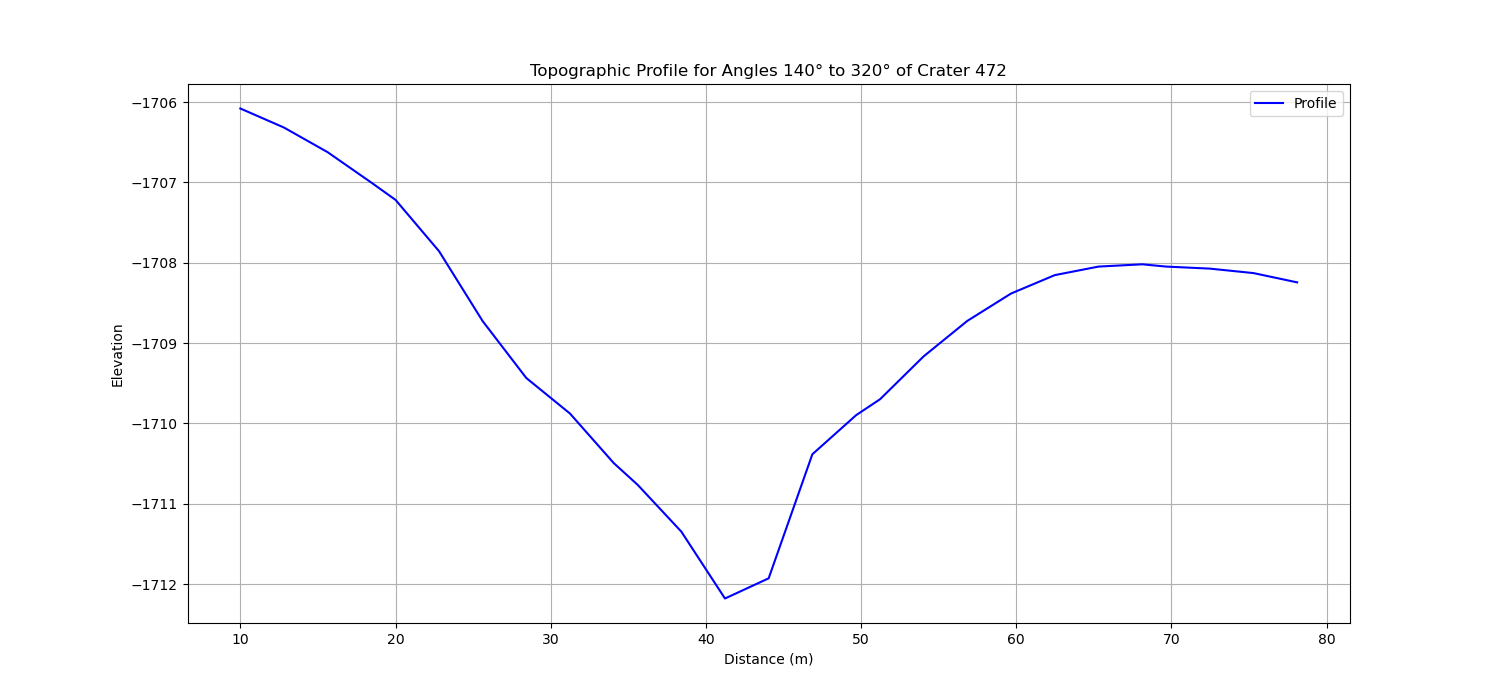 Topographic Profile for Angles 140° to 320° of Crater 472
Profile
−1706
−1707
−1708
−1709
−1710
−1711
−1712
Elevation
10 20 30 40 50 60 70 80
Distance (m)